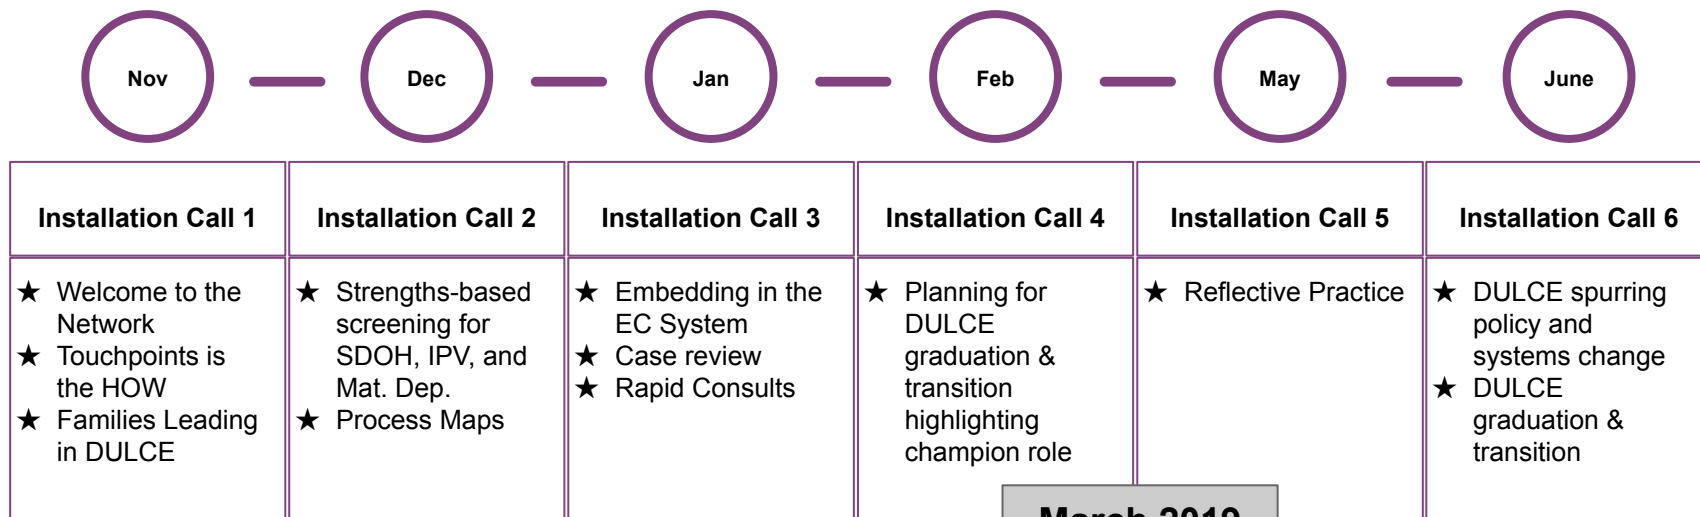 Nov
Dec
Jan
Feb
May
June
Installation Call 1
Installation Call 2
Installation Call 3
Installation Call 4
Installation Call 5
Installation Call 6
★ Welcome to the
Network
★ Touchpoints is
the HOW
★ Families Leading
in DULCE
★ Strengths-based
screening for
SDOH, IPV, and
Mat. Dep.
★ Process Maps
★ Embedding in the
EC System
★ Case review
★ Rapid Consults
★ Planning for
DULCE
graduation &
transition
highlighting
champion role
★ Reflective Practice
★ DULCE spurring
policy and
systems change
★ DULCE
graduation &
transition
March 2019